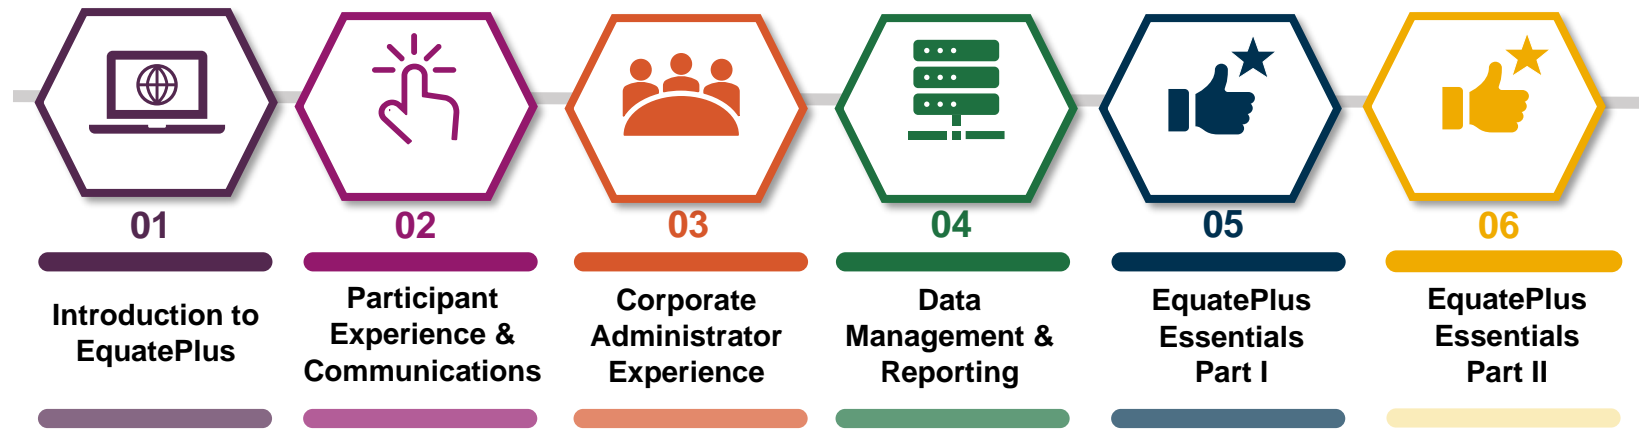 01
Introduction to
EquatePlus
02
Participant
Experience &
Communications
03
Corporate
Administrator
Experience
04
Data
Management &
Reporting
05
EquatePlus
Essentials
Part I
06
EquatePlus
Essentials
Part II